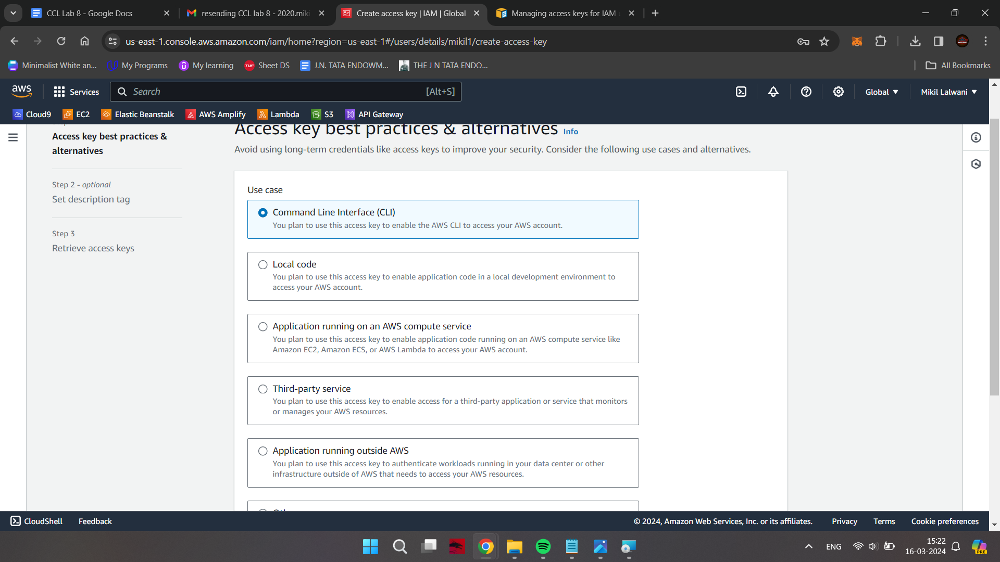 CCL Lab 8 - Google Docs
resending CCL lab 8 - 2020.miki
Create access key | IAM | Global
Managing access keys for IAM
us-east-1.console.aws.amazon.com/iam/home?region=us-east-1#/users/details/mikil1/create-access-key
Minimalist White an...
My Programs
My learning
TUF
Sheet DS
J.N. TATA ENDOWM...
THE J N TATA ENDO...
All Bookmarks
aws
Services
Search
[Alt+S]
Global
Mikil Lalwani
Cloud9
EC2
Elastic Beanstalk
AWS Amplify
Lambda
S3
API Gateway
Access key best practices &
alternatives
Step 2 - optional
Set description tag
Step 3
Retrieve access keys
Access key best practices & alternatives Info
Avoid using long-term credentials like access keys to improve your security. Consider the following use cases and alternatives.
Use case
Command Line Interface (CLI)
You plan to use this access key to enable the AWS CLI to access your AWS account.
Local code
You plan to use this access key to enable application code in a local development environment to
access your AWS account.
Application running on an AWS compute service
You plan to use this access key to enable application code running on an AWS compute service like
Amazon EC2, Amazon ECS, or AWS Lambda to access your AWS account.
Third-party service
You plan to use this access key to enable access for a third-party application or service that monitors
or manages your AWS resources.
Application running outside AWS
You plan to use this access key to authenticate workloads running in your data center or other
infrastructure outside of AWS that needs to access your AWS resources.
CloudShell
Feedback
© 2024, Amazon Web Services, Inc. or its affiliates.
Privacy
Terms
Cookie preferences
ENG
15:22
16-03-2024
PRE